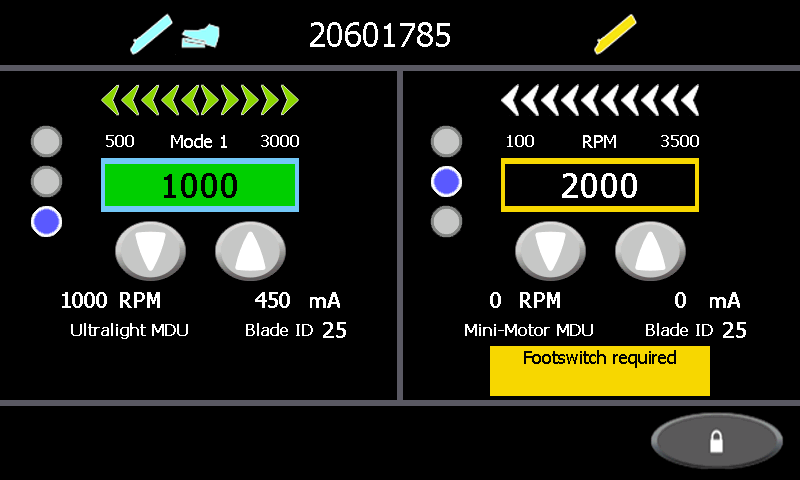 20601785
500 Mode 1 3000
1000
1000 RPM 450 mA
Ultralight MDU Blade ID 25
100 RPM 3500
2000
0 RPM 0 mA
Mini-Motor MDU Blade ID 25
Footswitch required